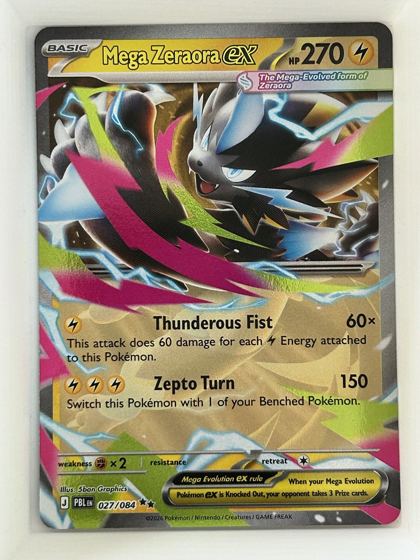 BASIC
Mega Zeraora ex HP 270
The Mega-Evolved form of
Zeraora
Thunderous Fist 60×
This attack does 60 damage for each Energy attached
to this Pokémon.
Zepto Turn 150
Switch this Pokémon with 1 of your Benched Pokémon.
weakness ×2 resistance retreat
Illus. 5ban Graphics
Mega Evolution ex rule
When your Mega Evolution
Pokémon ex is Knocked Out, your opponent takes 3 Prize cards.
J PBL EN 027/084
©2026 Pokémon / Nintendo / Creatures / GAME FREAK